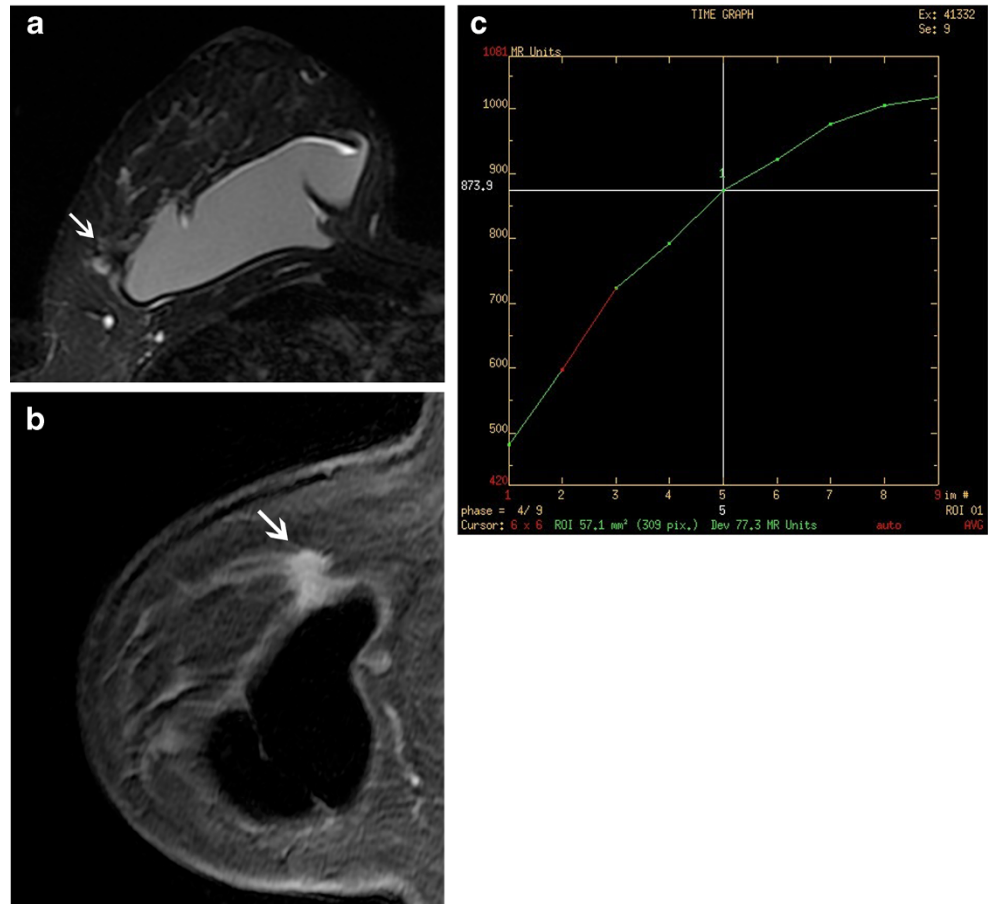 a
b
c
TIME GRAPH
Ex: 41332
Se: 9
1081 MR Units
1000
900
873.9
800
700
600
500
420
1
1 2 3 4 5 6 7 8 9 im #
phase = 4/ 9
5
ROI 01
Cursor: 6 x 6 ROI 57.1 mm² (309 pix.) Dev 77.3 MR Units auto AVG